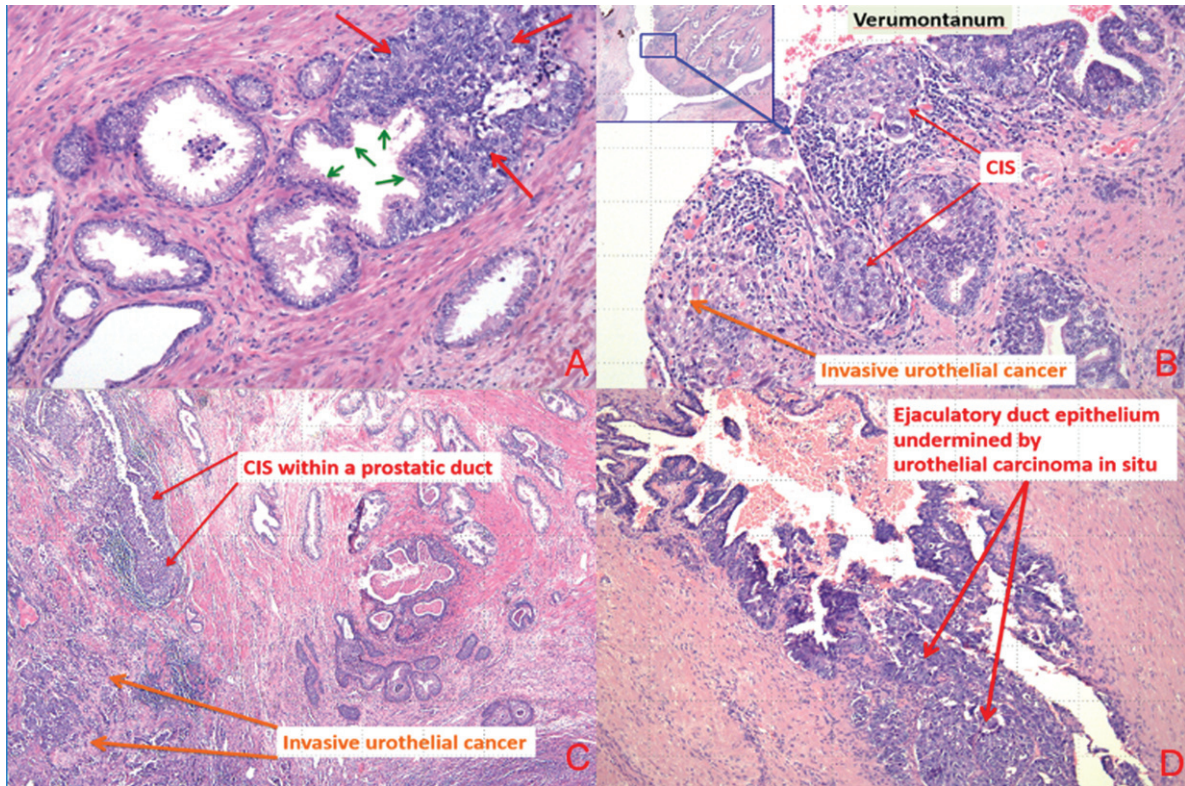 A
Verumontanum
CIS
Invasive urothelial cancer
B
CIS within a prostatic duct
Invasive urothelial cancer
C
Ejaculatory duct epithelium
undermined by
urothelial carcinoma in situ
D